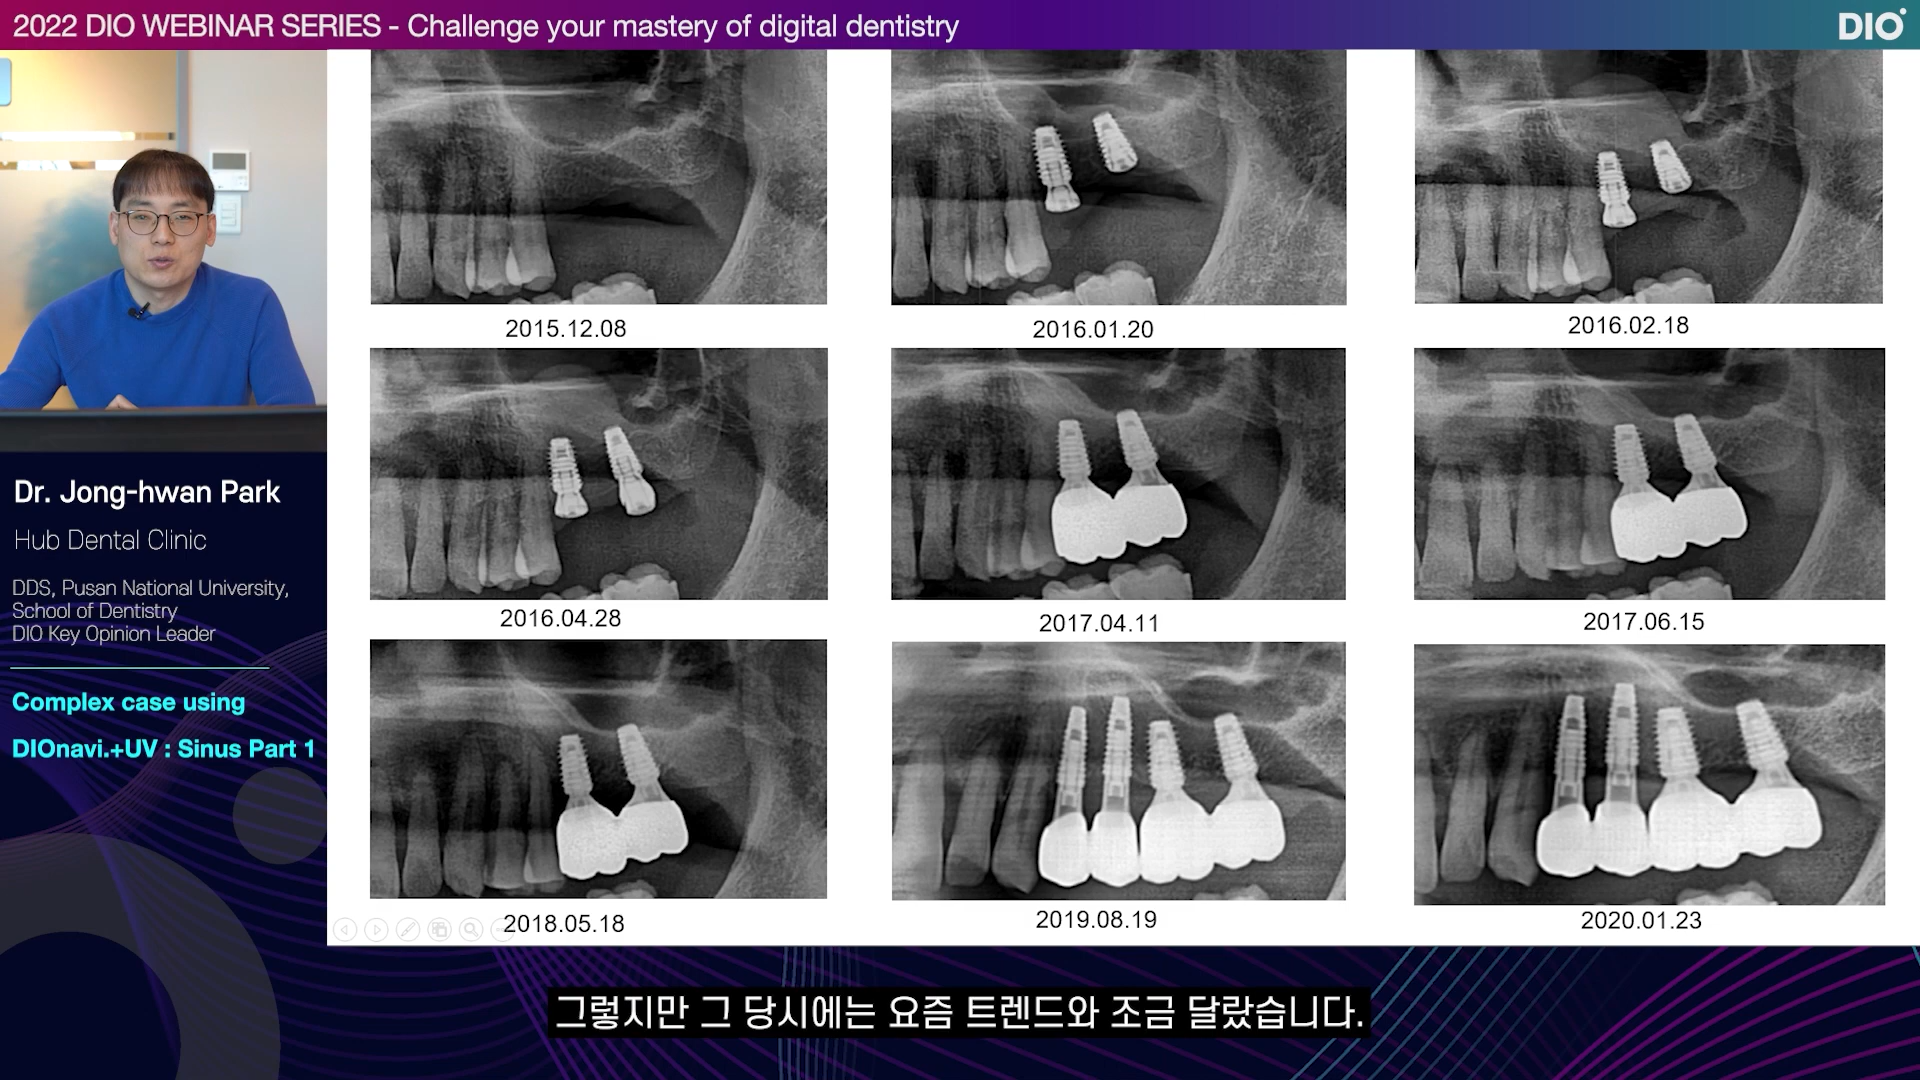 2022 DIO WEBINAR SERIES - Challenge your mastery of digital dentistry
DIO
2015.12.08
2016.01.20
2016.02.18
2016.04.28
2017.04.11
2017.06.15
2018.05.18
2019.08.19
2020.01.23
Dr. Jong-hwan Park
Hub Dental Clinic
DDS, Pusan National University,
School of Dentistry
DIO Key Opinion Leader
Complex case using
DIOnavi.+UV : Sinus Part 1
그렇지만 그 당시에는 요즘 트렌드와 조금 달랐습니다.